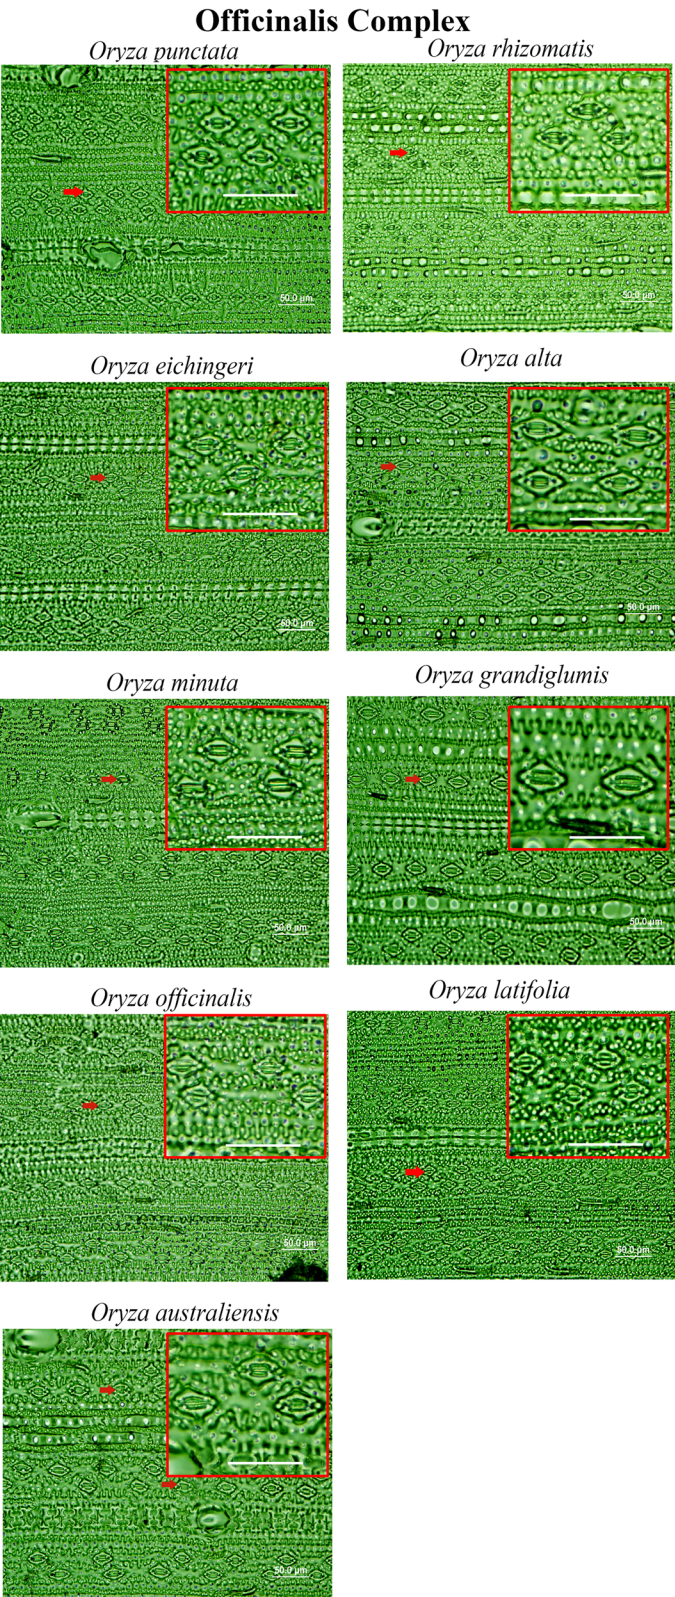 Officinalis Complex
Oryza punctata
Oryza rhizomatis
50.0 µm
50.0 µm
Oryza eichingeri
Oryza alta
50.0 µm
50.0 µm
Oryza minuta
Oryza grandiglumis
50.0 µm
50.0 µm
Oryza officinalis
Oryza latifolia
50.0 µm
50.0 µm
Oryza australiensis
50.0 µm